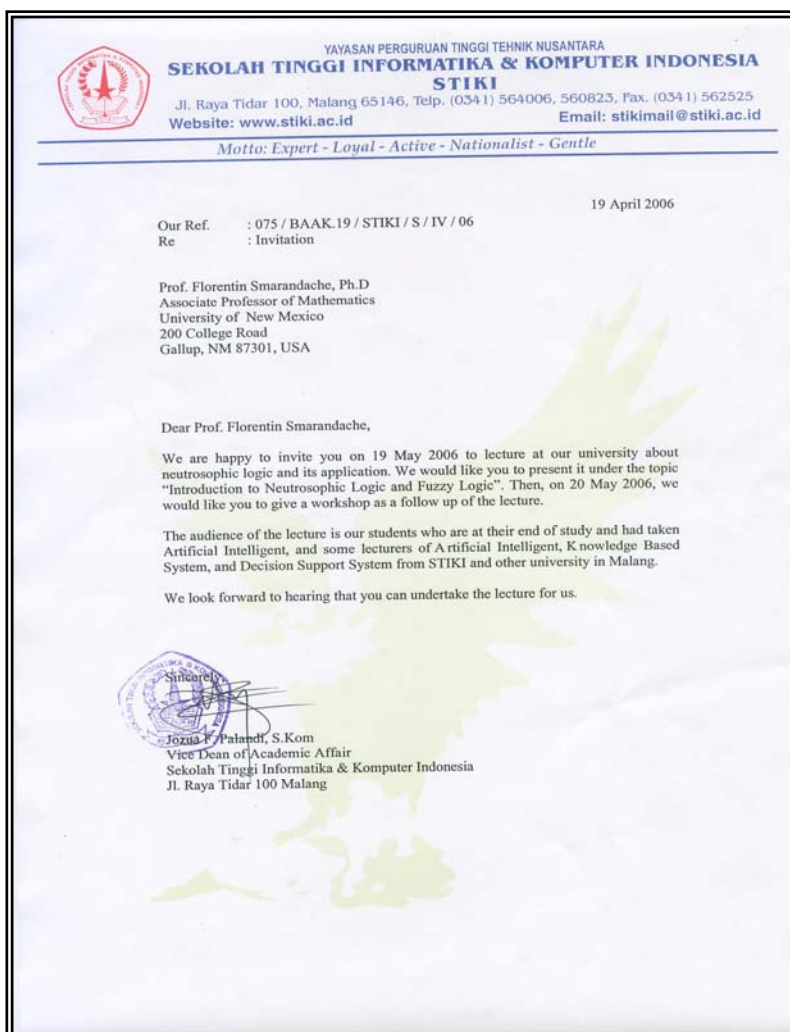 YAYASAN PERGURUAN TINGGI TEHNIK NUSANTARA
SEKOLAH TINGGI INFORMATIKA & KOMPUTER INDONESIA
STIKI
Jl. Raya Tidar 100, Malang 65146, Telp. (0341) 564006, 560823, Fax. (0341) 562525
Website: www.stiki.ac.id Email: stikimail@stiki.ac.id
Motto: Expert - Loyal - Active - Nationalist - Gentle
19 April 2006
Our Ref. : 075 / BAAK.19 / STIKI / S / IV / 06
Re : Invitation
Prof. Florentin Smarandache, Ph.D
Associate Professor of Mathematics
University of New Mexico
200 College Road
Gallup, NM 87301, USA
Dear Prof. Florentin Smarandache,
We are happy to invite you on 19 May 2006 to lecture at our university about
neutrosophic logic and its application. We would like you to present it under the topic
“Introduction to Neutrosophic Logic and Fuzzy Logic”. Then, on 20 May 2006, we
would like you to give a workshop as a follow up of the lecture.
The audience of the lecture is our students who are at their end of study and had taken
Artificial Intelligent, and some lecturers of Artificial Intelligent, Knowledge Based
System, and Decision Support System from STIKI and other university in Malang.
We look forward to hearing that you can undertake the lecture for us.
Sincerely
Jozua F. Palandi, S.Kom
Vice Dean of Academic Affair
Sekolah Tinggi Informatika & Komputer Indonesia
Jl. Raya Tidar 100 Malang